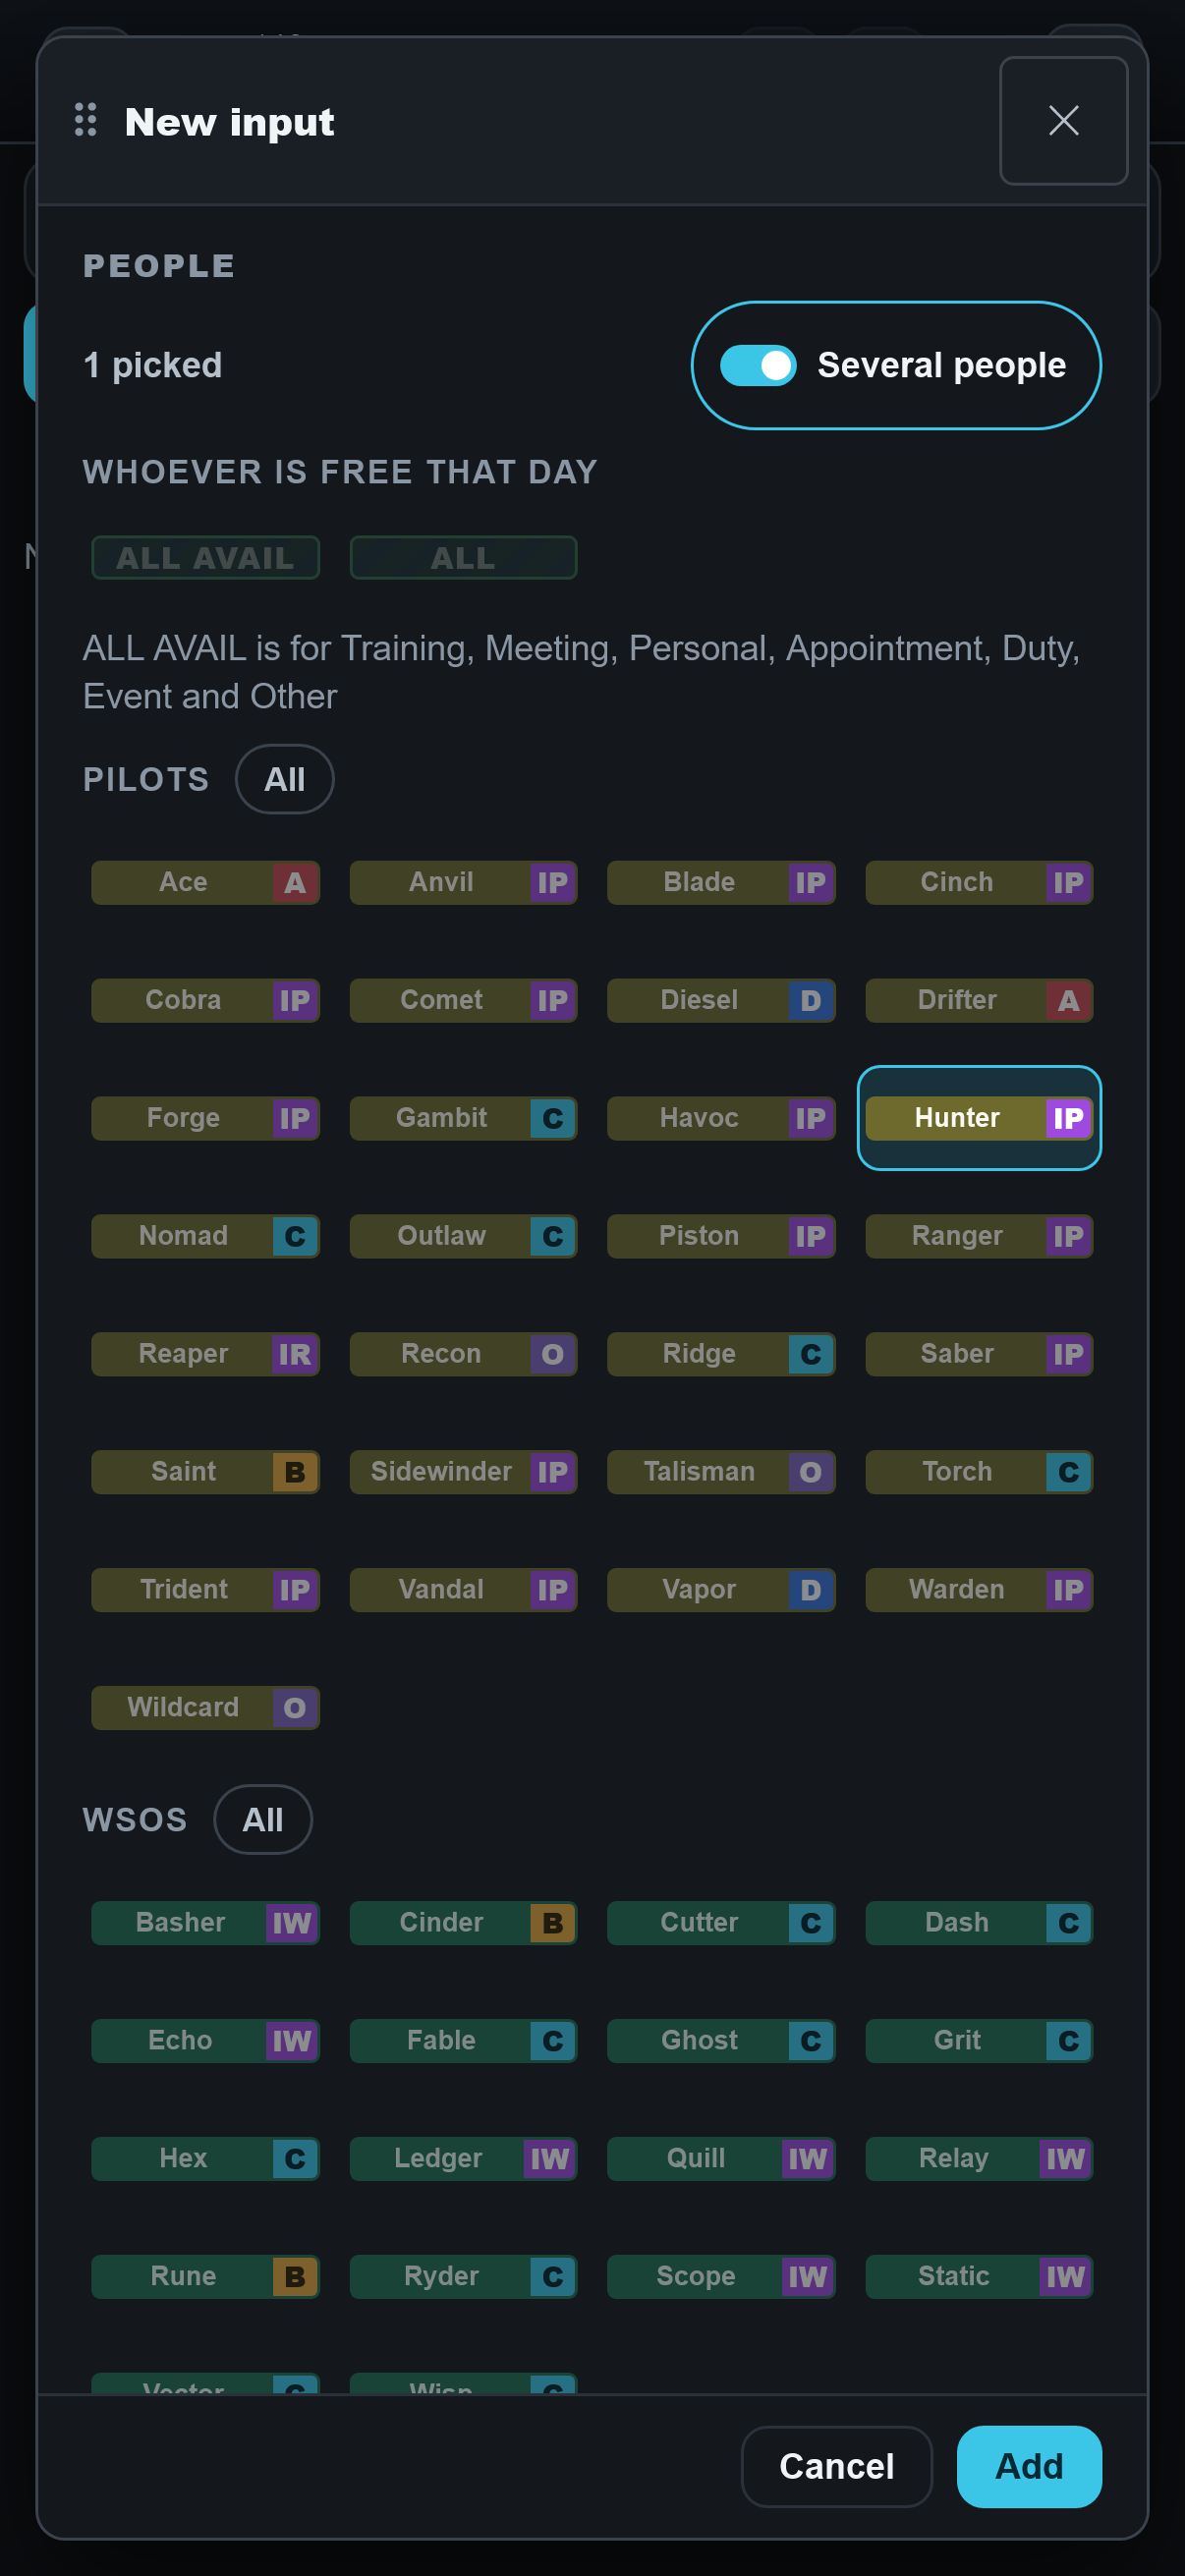 New input
PEOPLE
1 picked
Several people
WHOEVER IS FREE THAT DAY
ALL AVAIL
ALL
ALL AVAIL is for Training, Meeting, Personal, Appointment, Duty,
Event and Other
PILOTS All
Ace A Anvil IP Blade IP Cinch IP
Cobra IP Comet IP Diesel D Drifter A
Forge IP Gambit C Havoc IP Hunter IP
Nomad C Outlaw C Piston IP Ranger IP
Reaper IR Recon O Ridge C Saber IP
Saint B Sidewinder IP Talisman O Torch C
Trident IP Vandal IP Vapor D Warden IP
Wildcard O
WSOS All
Basher IW Cinder B Cutter C Dash C
Echo IW Fable C Ghost C Grit C
Hex C Ledger IW Quill IW Relay IW
Rune B Ryder C Scope IW Static IW
Vector C Wisp C
Cancel Add